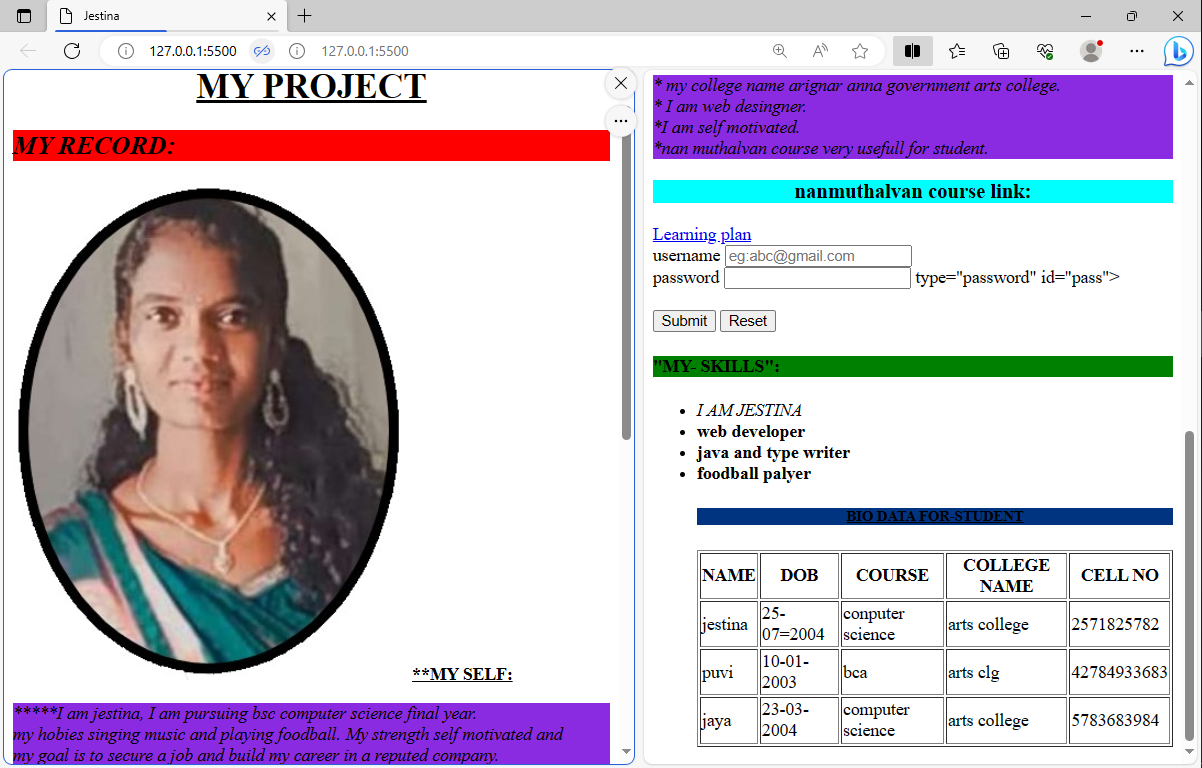 Jestina
127.0.0.1:5500
127.0.0.1:5500
MY PROJECT
MY RECORD:
**MY SELF:
*****I am jestina, I am pursuing bsc computer science final year.
my hobies singing music and playing foodball. My strength self motivated and
my goal is to secure a job and build my career in a reputed company.
* my college name arignar anna government arts college.
* I am web desingner.
*I am self motivated.
*nan muthalvan course very usefull for student.
nanmuthalvan course link:
Learning plan
username eg:abc@gmail.com
password type="password" id="pass">
Submit Reset
"MY- SKILLS":
I AM JESTINA
web developer
java and type writer
foodball palyer
BIO DATA FOR-STUDENT
NAME DOB COURSE COLLEGE NAME CELL NO
jestina 25-07=2004 conputer science arts college 2571825782
puvi 10-01-2003 bca arts clg 42784933683
jaya 23-03-2004 computer science arts college 5783683984